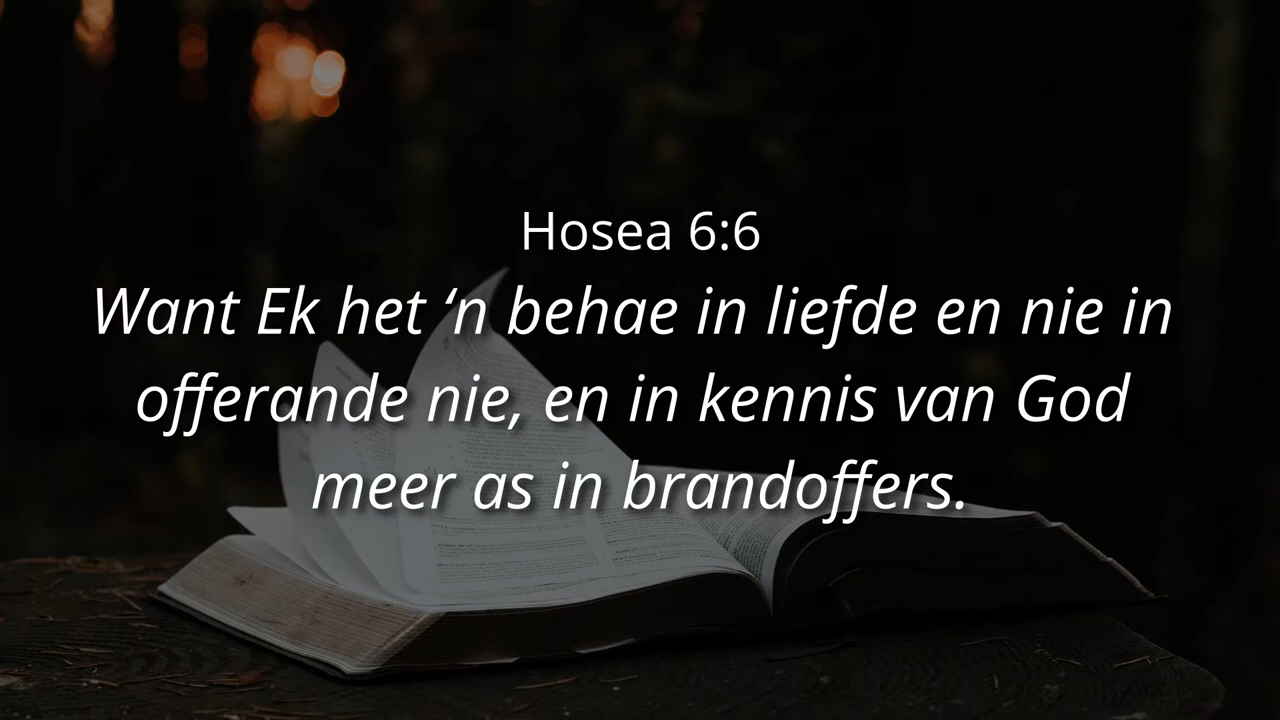 Hosea 6:6
Want Ek het ‘n behae in liefde en nie in
offerande nie, en in kennis van God
meer as in brandoffers.